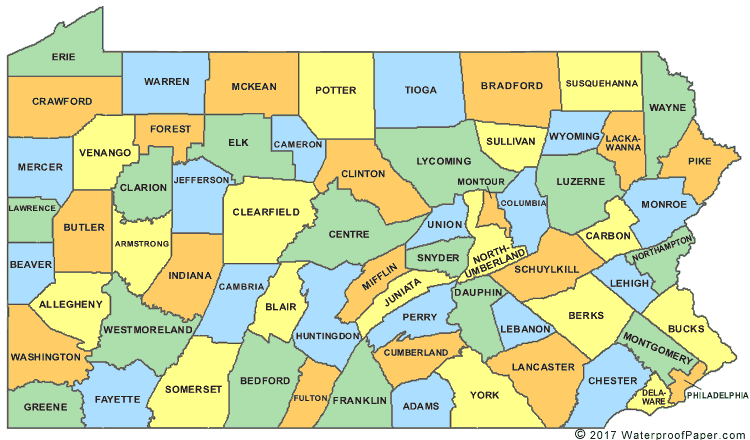 ERIE
WARREN
MCKEAN
POTTER
TIOGA
BRADFORD
SUSQUEHANNA
WAYNE
CRAWFORD
FOREST
ELK
CAMERON
SULLIVAN
WYOMING
LACKA-
WANNA
PIKE
MERCER
VENANGO
CLARION
JEFFERSON
CLINTON
LYCOMING
MONTOUR
COLUMBIA
LUZERNE
MONROE
LAWRENCE
BUTLER
ARMSTRONG
CLEARFIELD
CENTRE
UNION
SNYDER
NORTH-
UMBERLAND
CARBON
NORTHAMPTON
BEAVER
INDIANA
CAMBRIA
BLAIR
MIFFLIN
JUNIATA
SCHUYLKILL
LEHIGH
ALLEGHENY
WESTMORELAND
HUNTINGDON
PERRY
DAUPHIN
LEBANON
BERKS
BUCKS
MONTGOMERY
WASHINGTON
CUMBERLAND
LANCASTER
CHESTER
GREENE
FAYETTE
SOMERSET
BEDFORD
FULTON
FRANKLIN
ADAMS
YORK
DELA-
WARE
PHILADELPHIA
© 2017 WaterproofPaper.com